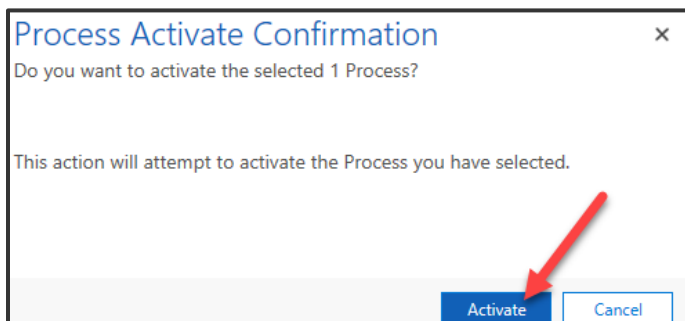 Process Activate Confirmation
Do you want to activate the selected 1 Process?
This action will attempt to activate the Process you have selected.
Activate
Cancel